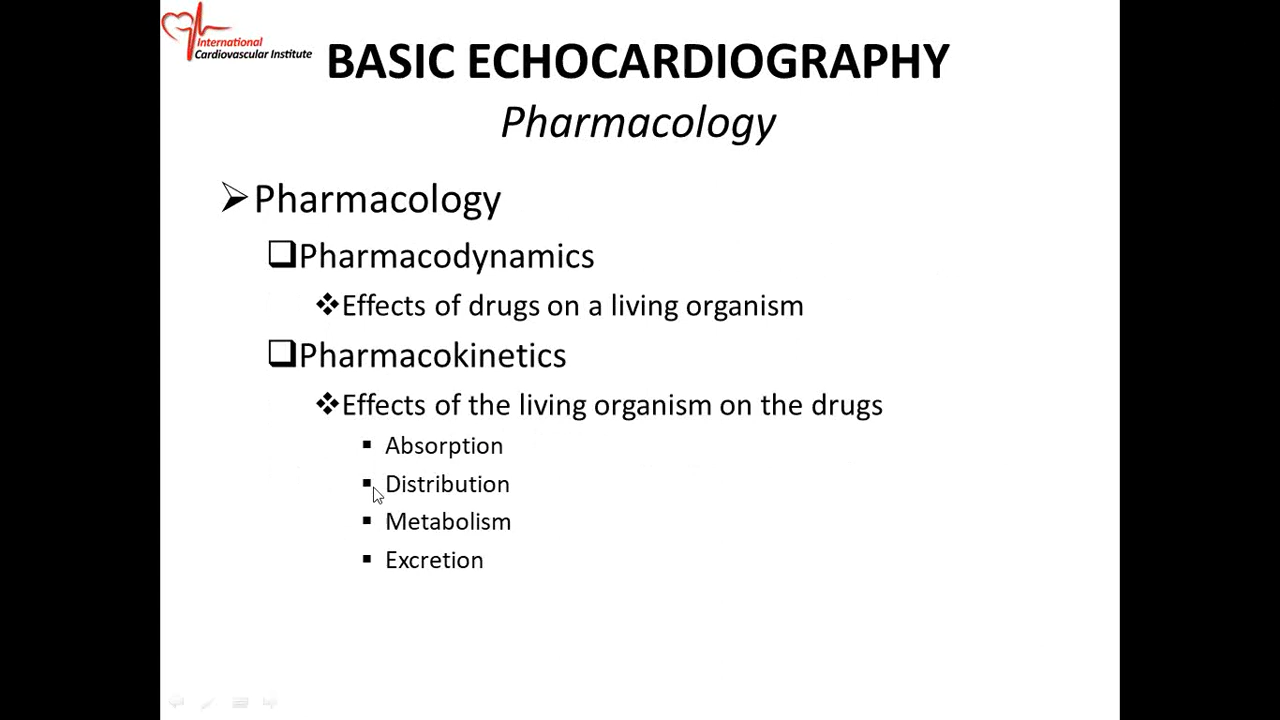 International
Cardiovascular Institute
BASIC ECHOCARDIOGRAPHY
Pharmacology
Pharmacology
Pharmacodynamics
Effects of drugs on a living organism
Pharmacokinetics
Effects of the living organism on the drugs
Absorption
Distribution
Metabolism
Excretion